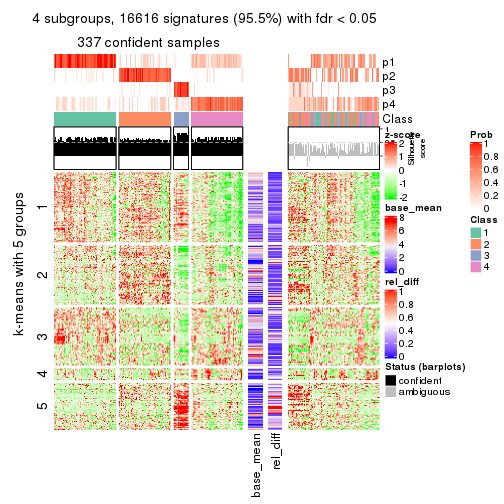 4 subgroups, 16616 signatures (95.5%) with fdr < 0.05
337 confident samples
p1
p2
p3
p4
Class
1
Silhouette
score
k-means with 5 groups
1
2
3
4
5
base_mean
rel_diff
z-score
2
1
0
-1
-2
base_mean
8
6
4
2
0
rel_diff
1
0.8
0.6
0.4
0.2
0
Status (barplots)
confident
ambiguous
Prob
1
0.8
0.6
0.4
0.2
0
Class
1
2
3
4